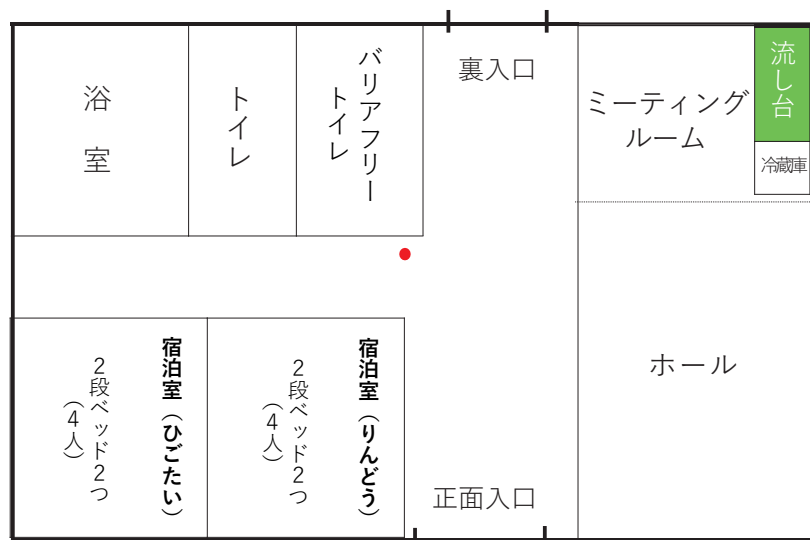 浴室
トイレ
バリアフリー
トイレ
裏入口
ミーティング
ルーム
流し台
冷蔵庫
宿泊室（ひごたい）
２段ベッド２つ
（４人）
宿泊室（りんどう）
２段ベッド２つ
（４人）
ホール
正面入口